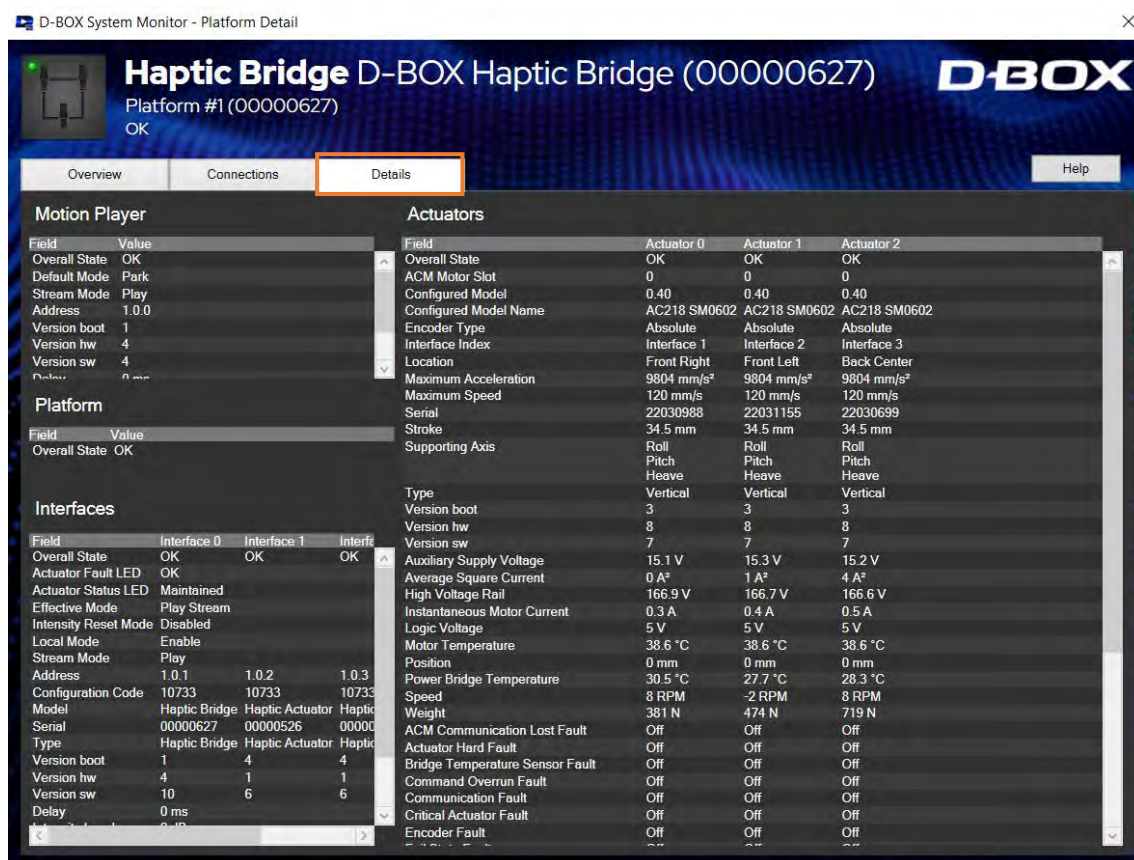 D-BOX System Monitor - Platform Detail
Haptic Bridge D-BOX Haptic Bridge (00000627)
D-BOX
Platform #1 (00000627)
OK
Overview Connections Details Help
Motion Player
Field Value
Overall State OK
Default Mode Park
Stream Mode Play
Address 1.0.0
Version boot 1
Version hw 4
Version sw 4
Delay 0 ms
Platform
Field Value
Overall State OK
Interfaces
Field Interface 0 Interface 1 Interfa
Overall State OK OK OK
Actuator Fault LED OK
Actuator Status LED Maintained
Effective Mode Play Stream
Intensity Reset Mode Disabled
Local Mode Enable
Stream Mode Play
Address 1.0.1 1.0.2 1.0.3
Configuration Code 10733 10733 10733
Model Haptic Bridge Haptic Actuator Haptic
Serial 00000627 00000526 00000
Type Haptic Bridge Haptic Actuator Haptic
Version boot 1 4 4
Version hw 4 1 1
Version sw 10 6 6
Delay 0 ms
Actuators
Field Actuator 0 Actuator 1 Actuator 2
Overall State OK OK OK
ACM Motor Slot 0 0 0
Configured Model 0.40 0.40 0.40
Configured Model Name AC218 SM0602 AC218 SM0602 AC218 SM0602
Encoder Type Absolute Absolute Absolute
Interface Index Interface 1 Interface 2 Interface 3
Location Front Right Front Left Back Center
Maximum Acceleration 9804 mm/s² 9804 mm/s² 9804 mm/s²
Maximum Speed 120 mm/s 120 mm/s 120 mm/s
Serial 22030988 22031155 22030699
Stroke 34.5 mm 34.5 mm 34.5 mm
Supporting Axis Roll Roll Roll
Pitch Pitch Pitch
Heave Heave Heave
Type Vertical Vertical Vertical
Version boot 3 3 3
Version hw 8 8 8
Version sw 7 7 7
Auxiliary Supply Voltage 15.1 V 15.3 V 15.2 V
Average Square Current 0 A² 1 A² 4 A²
High Voltage Rail 166.9 V 166.7 V 166.6 V
Instantaneous Motor Current 0.3 A 0.4 A 0.5 A
Logic Voltage 5 V 5 V 5 V
Motor Temperature 38.6 °C 38.6 °C 38.6 °C
Position 0 mm 0 mm 0 mm
Power Bridge Temperature 30.5 °C 27.7 °C 28.3 °C
Speed 8 RPM -2 RPM 8 RPM
Weight 381 N 474 N 719 N
ACM Communication Lost Fault Off Off Off
Actuator Hard Fault Off Off Off
Bridge Temperature Sensor Fault Off Off Off
Command Overrun Fault Off Off Off
Communication Fault Off Off Off
Critical Actuator Fault Off Off Off
Encoder Fault Off Off Off